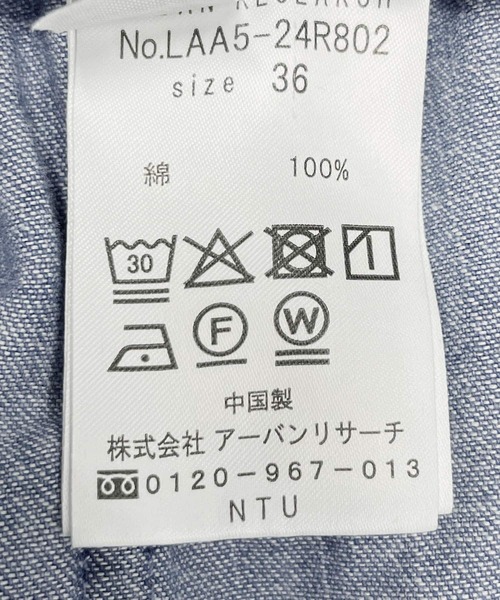 No.LAA5-24R802
size 36
綿 100%
30
F W
中国製
株式会社 アーバンリサーチ
0120-967-013
NTU